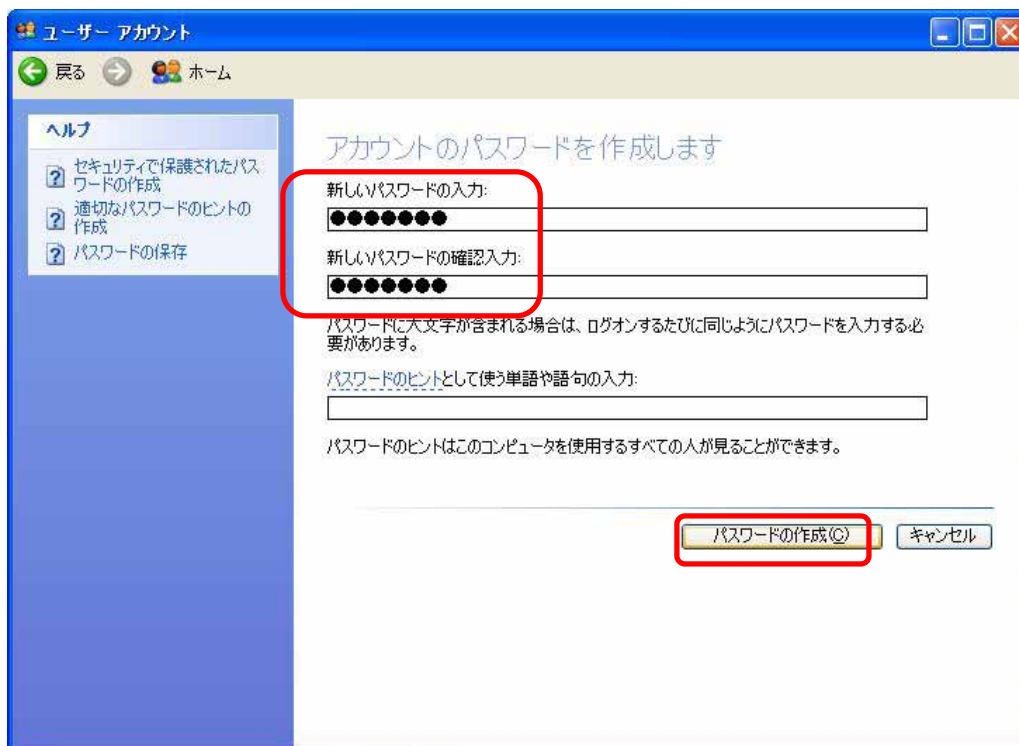 ユーザー アカウント
戻る ホーム
ヘルプ
セキュリティで保護されたパス
ワードの作成
適切なパスワードのヒントの
作成
パスワードの保存
アカウントのパスワードを作成します
新しいパスワードの入力:
●●●●●●●
新しいパスワードの確認入力:
●●●●●●●
パスワードに大文字が含まれる場合は、ログオンするたびに同じようにパスワードを入力する必
要があります。
パスワードのヒントとして使う単語や語句の入力:
パスワードのヒントはこのコンピュータを使用するすべての人が見ることができます。
パスワードの作成(C) キャンセル